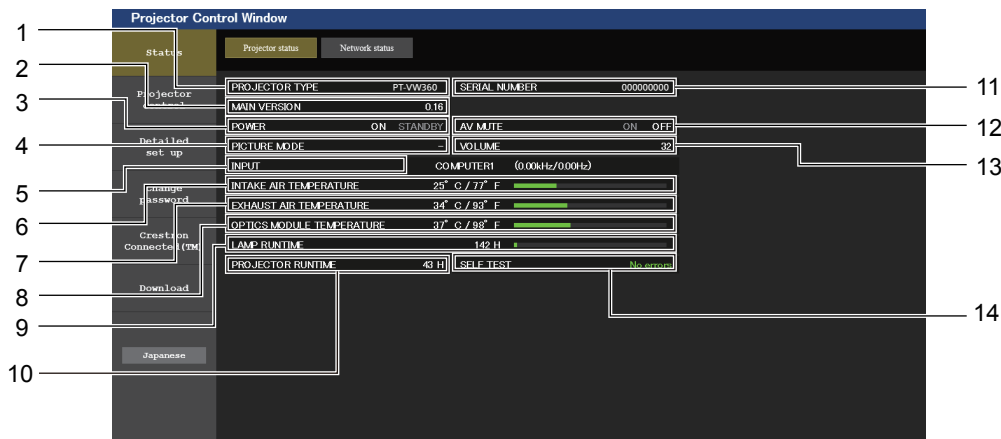 Projector Control Window
Status
Projector status
Network status
Projector
control
Detailed
set up
Change
password
Crestron
Connected(TM)
Download
Japanese
PROJECTOR TYPE PT-VW360
SERIAL NUMBER 000000000
MAIN VERSION 0.16
POWER ON STANDBY
AV MUTE ON OFF
PICTURE MODE –
VOLUME 32
INPUT COMPUTER1 (0.00kHz/0.00Hz)
INTAKE AIR TEMPERATURE 25° C / 77° F
EXHAUST AIR TEMPERATURE 34° C / 93° F
OPTICS MODULE TEMPERATURE 37° C / 98° F
LAMP RUNTIME 142 H
PROJECTOR RUNTIME 43 H
SELF TEST No errors
1
2
3
4
5
6
7
8
9
10
11
12
13
14